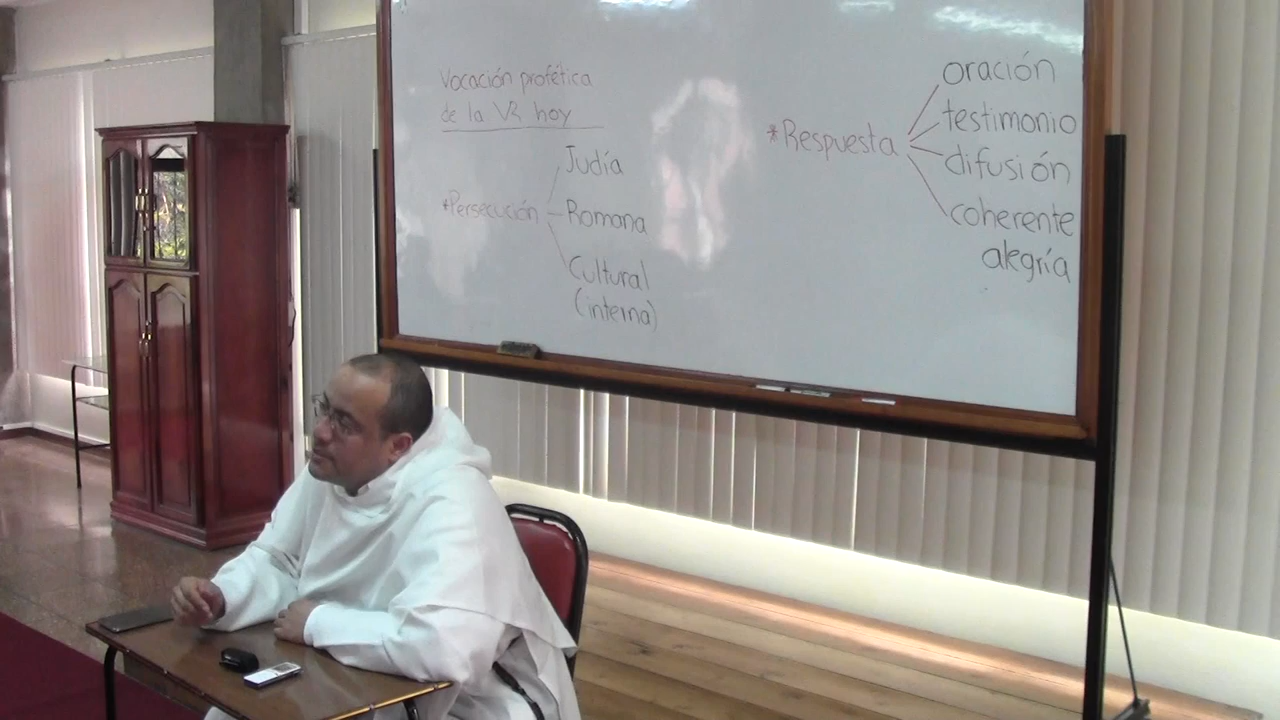 Vocación profética
de la VR hoy
*Persecución
Judía
Romana
Cultural
(interna)
*Respuesta
oración
testimonio
difusión
coherente
alegría